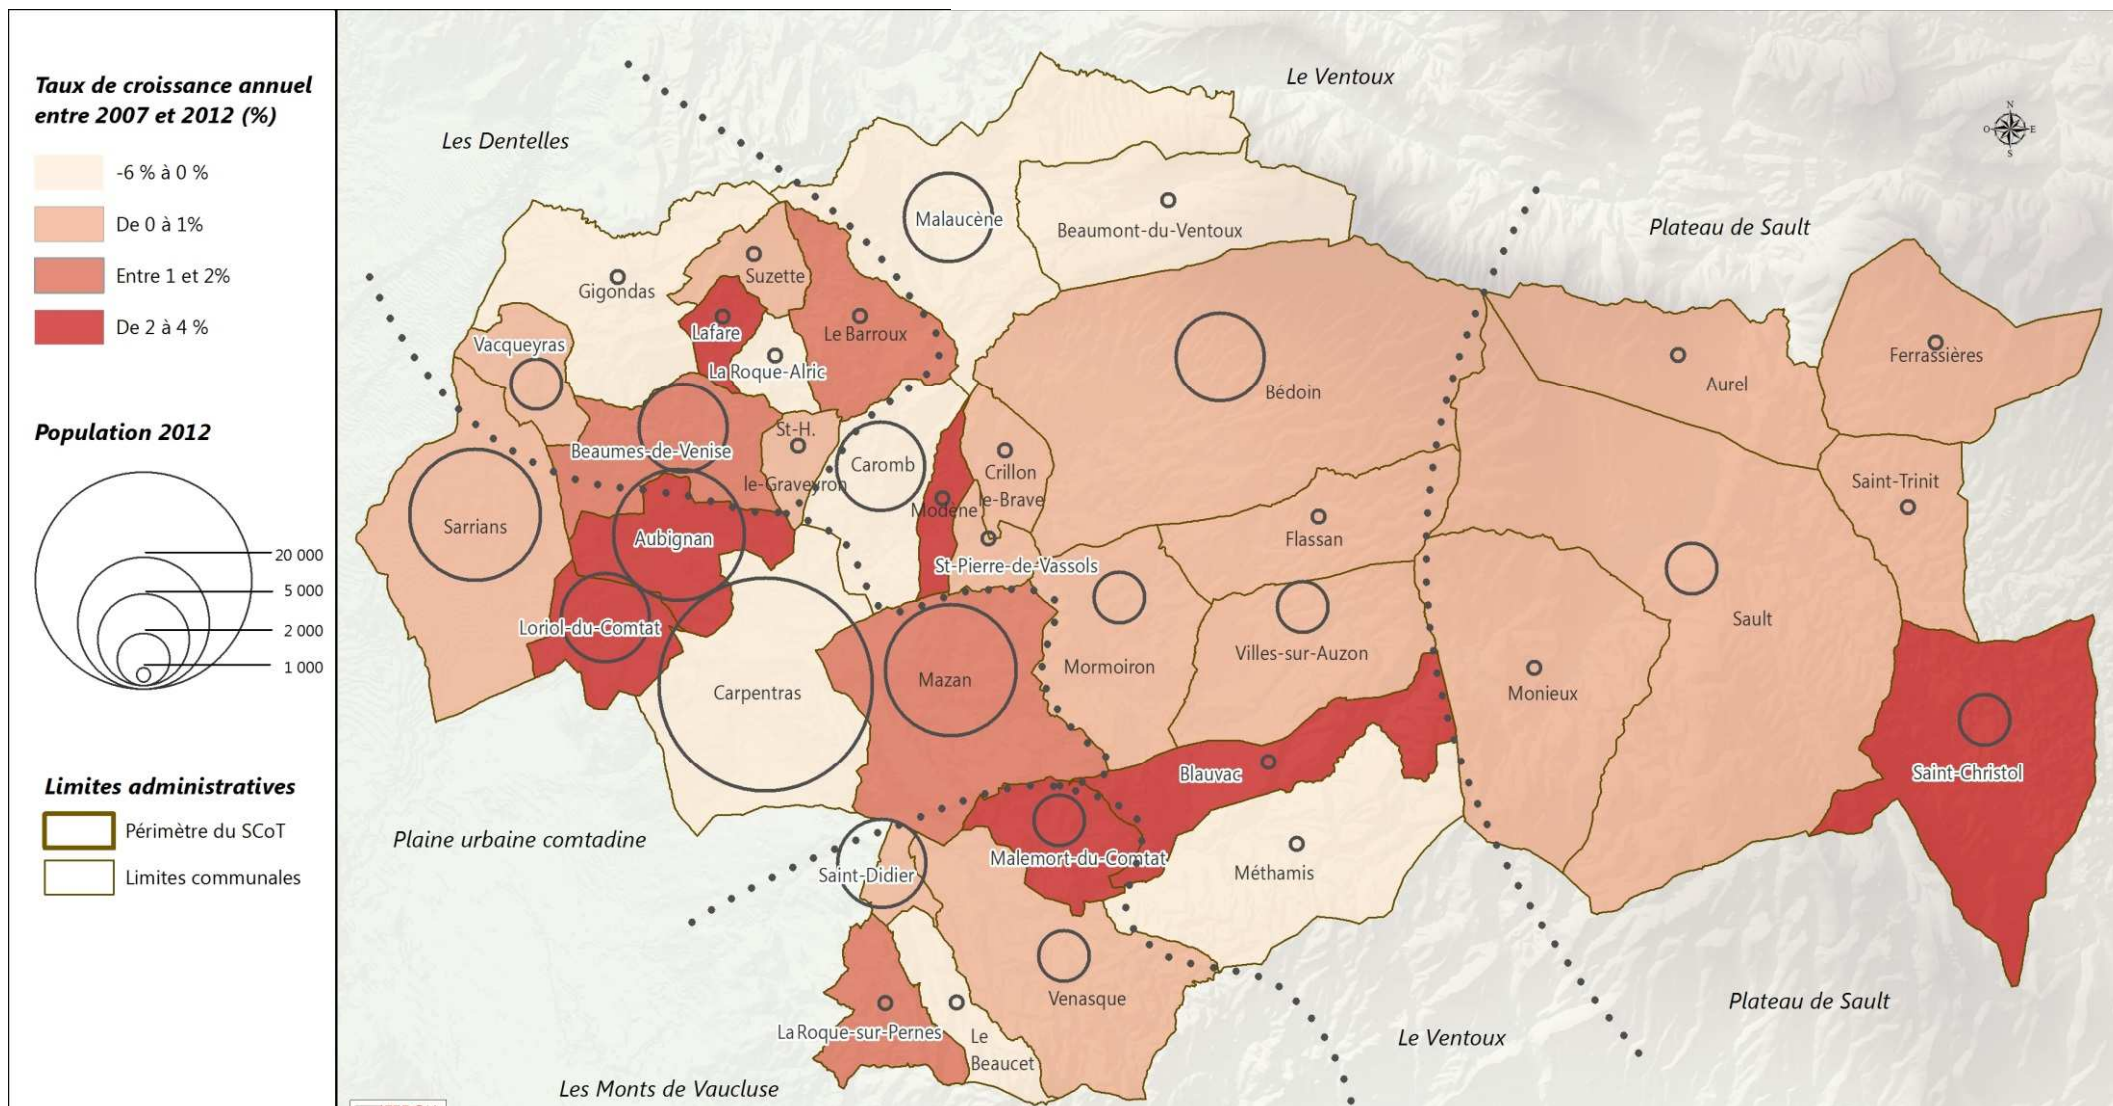 Taux de croissance annuel
entre 2007 et 2012 (%)
-6 % à 0 %
De 0 à 1%
Entre 1 et 2%
De 2 à 4 %
Population 2012
20 000
5 000
2 000
1 000
Limites administratives
Périmètre du SCoT
Limites communales
Le Ventoux
N
O
E
S
Les Dentelles
Plateau de Sault
Malaucène
Beaumont-du-Ventoux
Suzette
Gigondas
Lafare
Le Barroux
Vacqueyras
La Roque-Alric
Ferrassières
Aurel
Bédoin
St-H.
le-Graveyron
Beaumes-de-Venise
Caromb
Crillon
le-Brave
Saint-Trinit
Modène
Sarrians
Aubignan
Flassan
St-Pierre-de-Vassols
Sault
Loriol-du-Comtat
Villes-sur-Auzon
Mormoiron
Carpentras
Mazan
Monieux
Blauvac
Saint-Christol
Plaine urbaine comtadine
Malemort-du-Comtat
Saint-Didier
Méthamis
Venasque
Plateau de Sault
La Roque-sur-Pernes
Le
Beaucet
Le Ventoux
Les Monts de Vaucluse